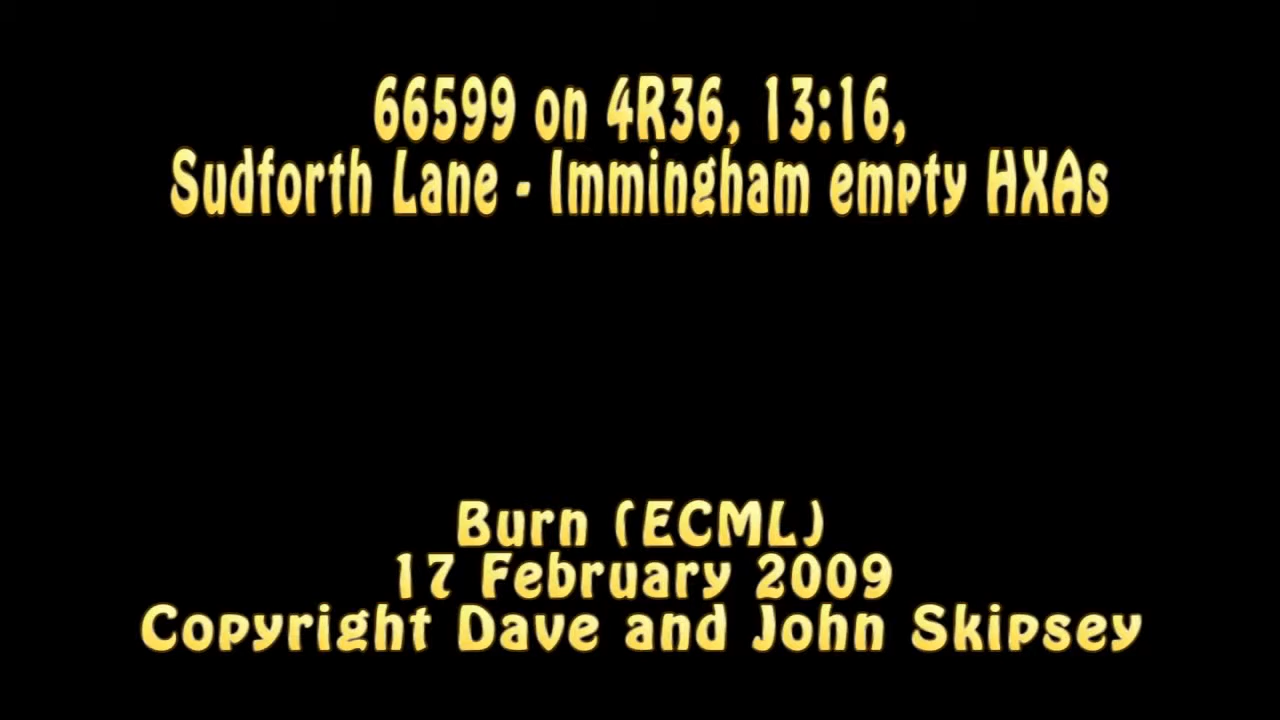 66599 on 4R36, 13:16,
Sudforth Lane - Immingham empty HXAs
Burn (ECML)
17 February 2009
Copyright Dave and John Skipsey